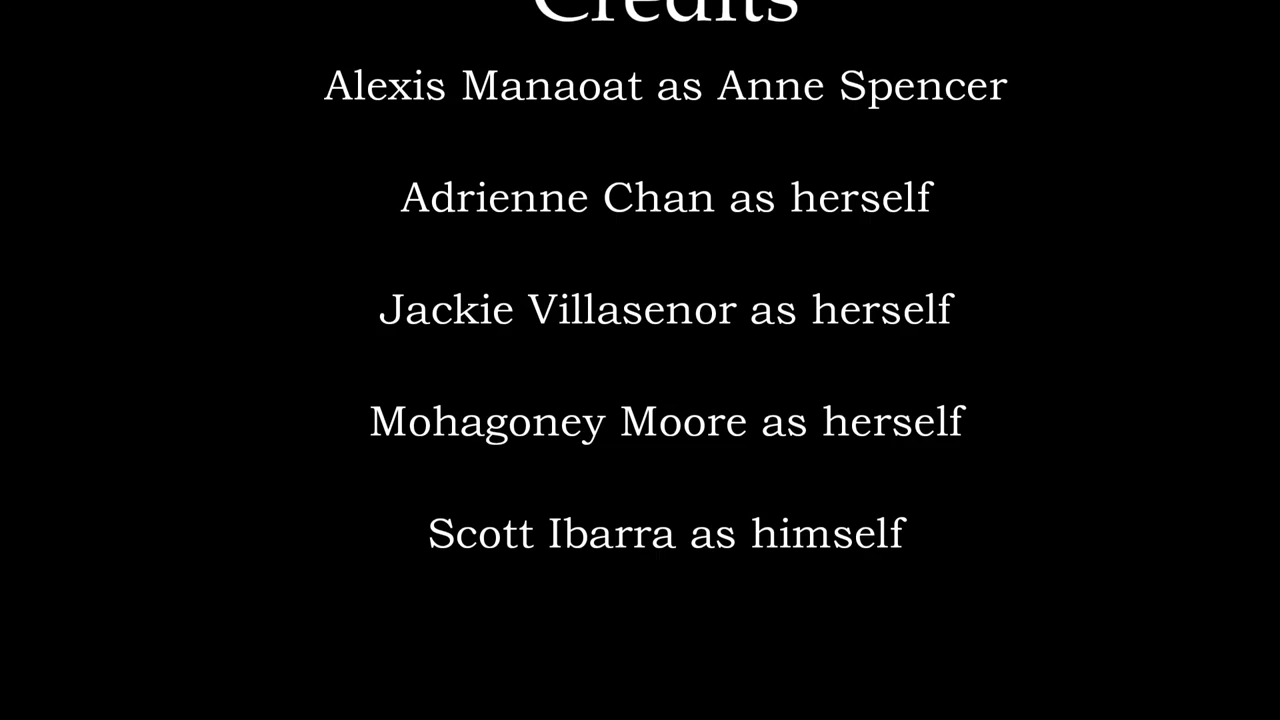 Credits
Alexis Manaoat as Anne Spencer
Adrienne Chan as herself
Jackie Villasenor as herself
Mohagoney Moore as herself
Scott Ibarra as himself